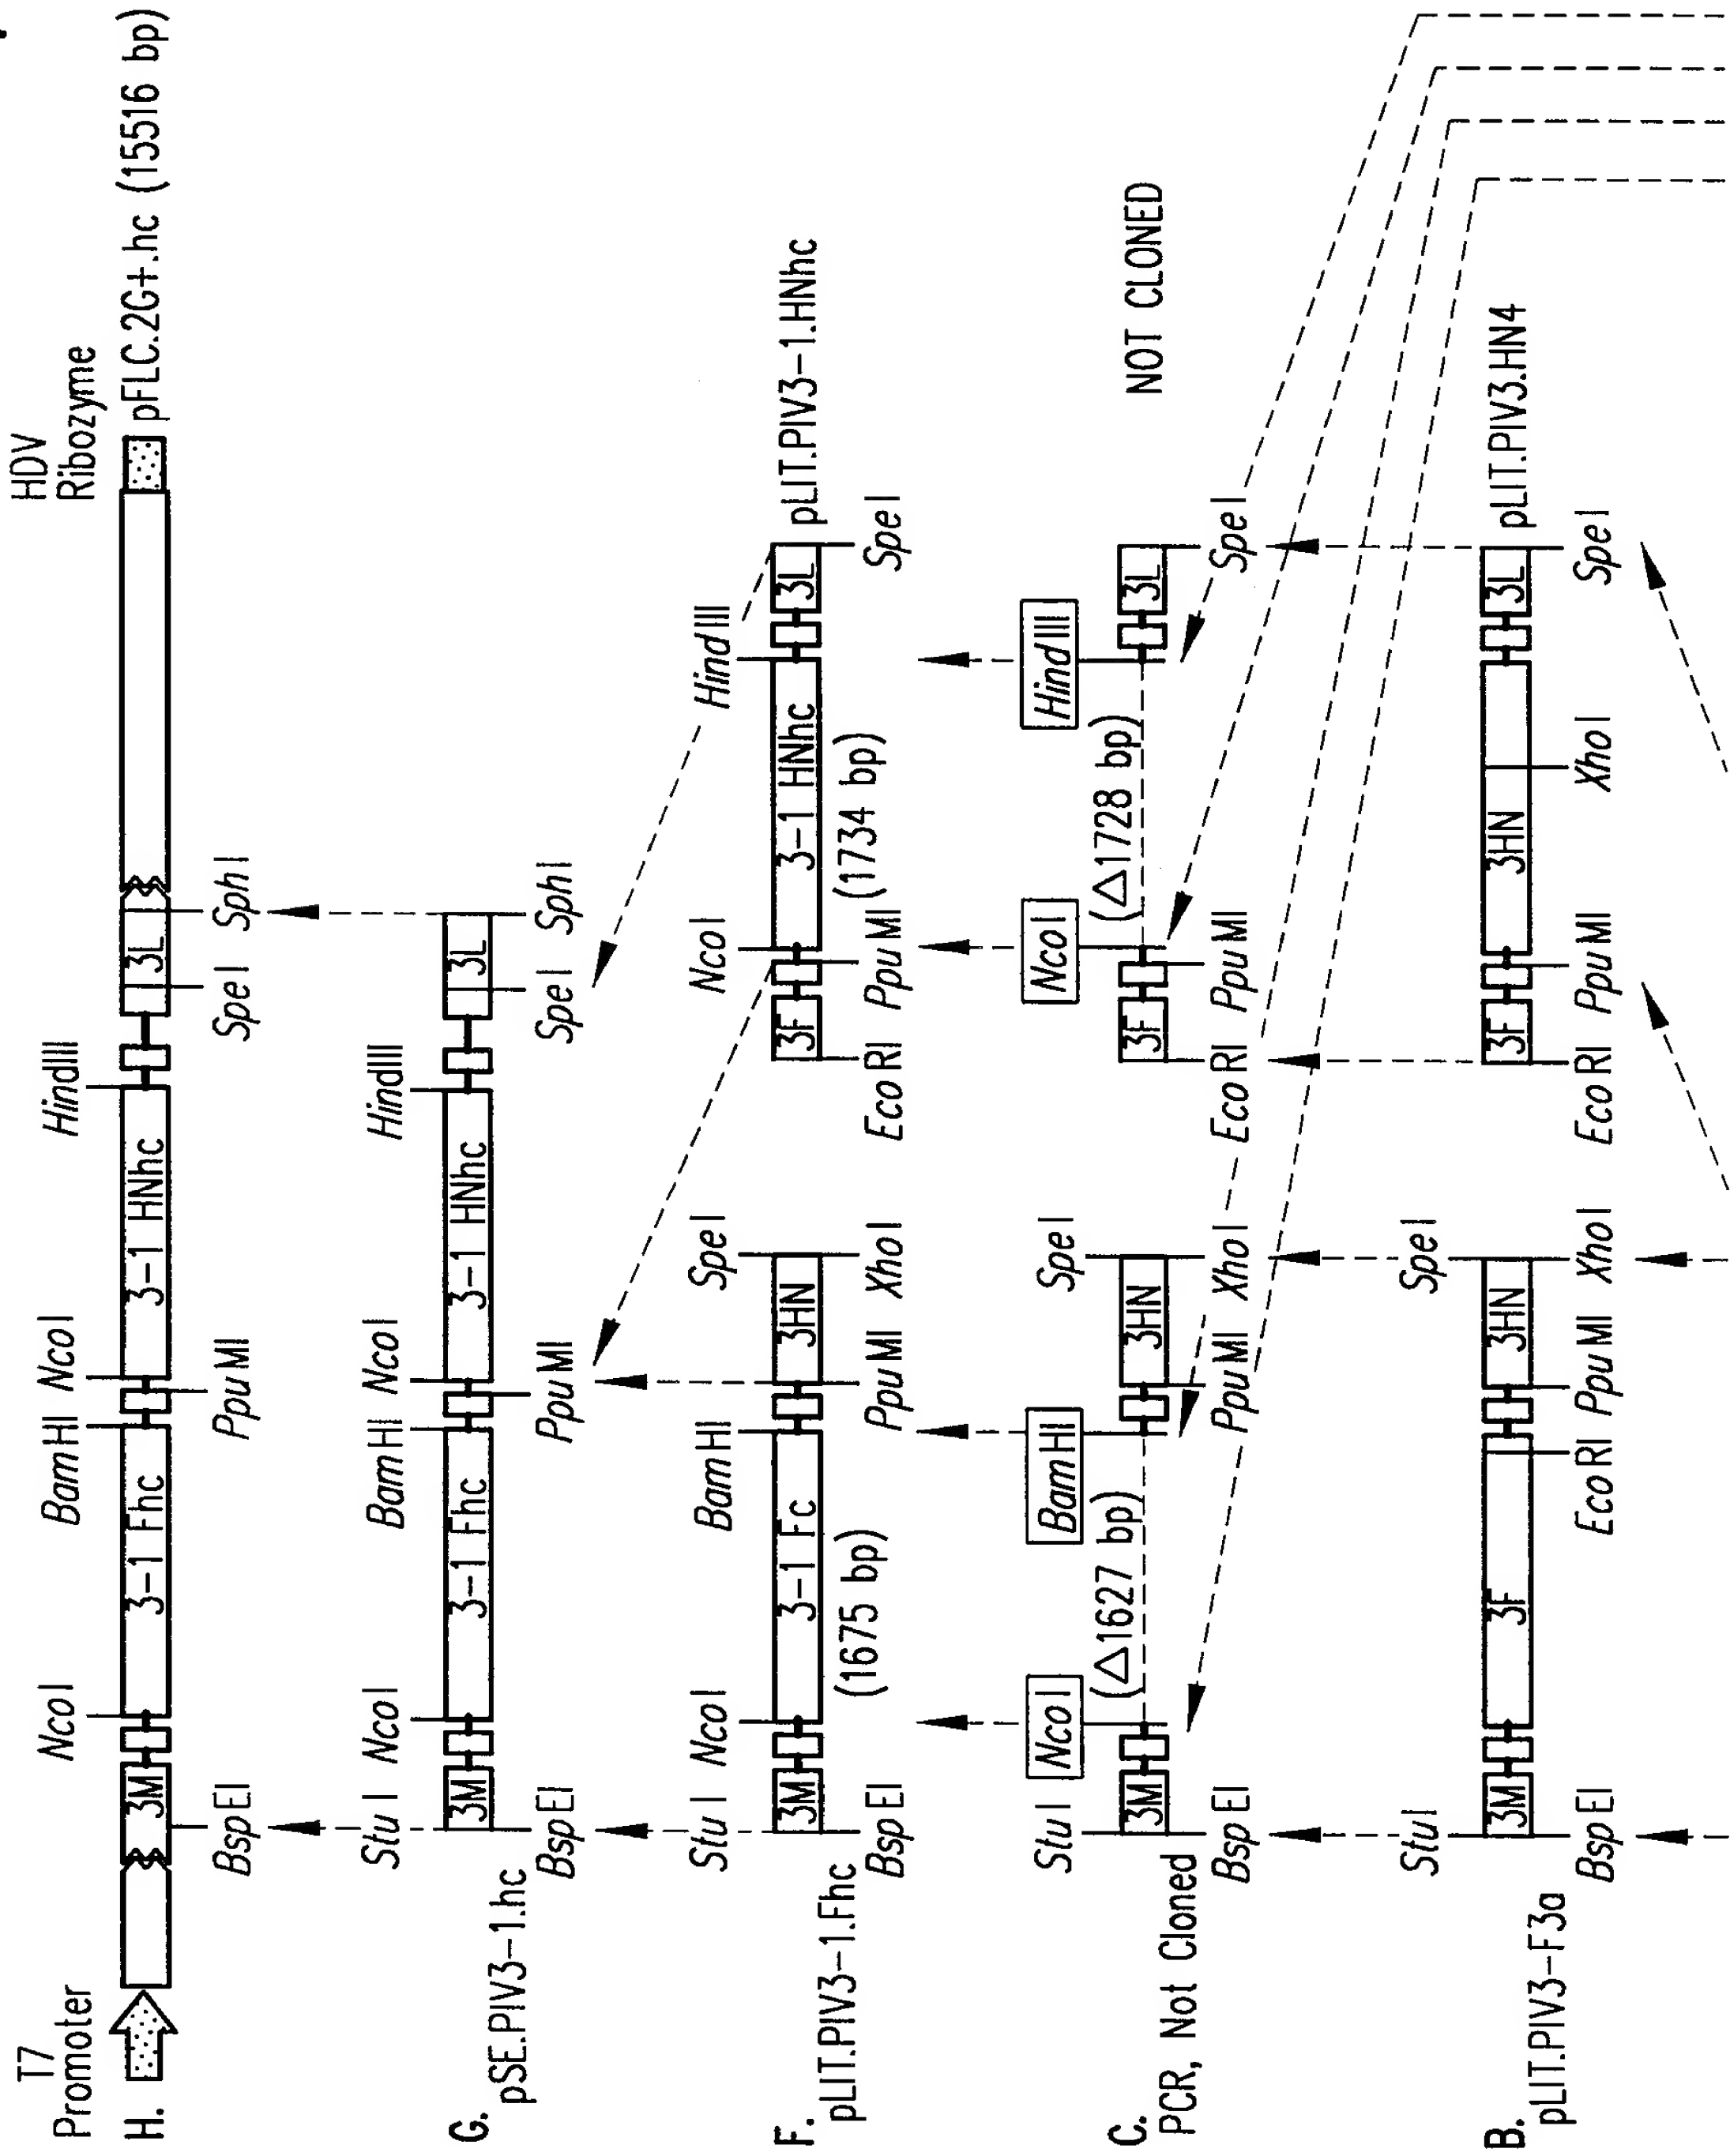 T7
Promoter
HDV
Ribozyme
H.
Nco I
Bam HI
Nco I
HindIII
3M
3-1 Fhc
3-1 HNhc
3L
pFLC.2G+.hc (15516 bp)
Bsp EI
Ppu MI
Spe I
Sph I
G.
pSE.PIV3-1.hc
Stu I
Nco I
Bam HI
Nco I
HindIII
3M
3-1 Fhc
3-1 HNhc
3L
Bsp EI
Ppu MI
Spe I
Sph I
F.
pLIT.PIV3-1.Fhc
Stu I
Nco I
Bam HI
Spe I
Nco I
Hind III
3M
3-1 Fc
3HN
3F
3-1 HNhc
3L
pLIT.PIV3-1.HNhc
(1675 bp)
(1734 bp)
Bsp EI
Ppu MI
Xho I
Eco RI
Ppu MI
Spe I
C.
PCR, Not Cloned
Stu I
Nco I
Bam HI
Spe I
Nco I
Hind III
(△1627 bp)
(△1728 bp)
NOT CLONED
3M
3HN
3F
3L
Bsp EI
Ppu MI
Xho I
Eco RI
Ppu MI
Spe I
B.
pLIT.PIV3-F3a
Stu I
Spe I
3M
3F
3HN
3F
3HN
3L
pLIT.PIV3.HN4
Bsp EI
Eco RI
Ppu MI
Xho I
Eco RI
Ppu MI
Xho I
Spe I